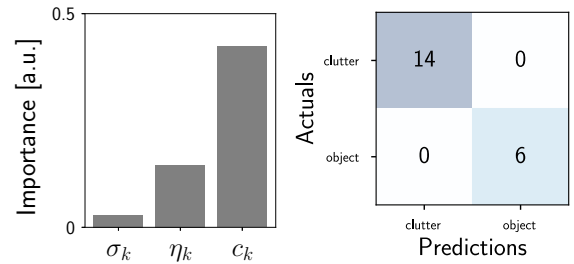 Importance [a.u.]
0.5
0
σₖ ηₖ cₖ
Actuals
clutter
object
14 0
0 6
clutter object
Predictions